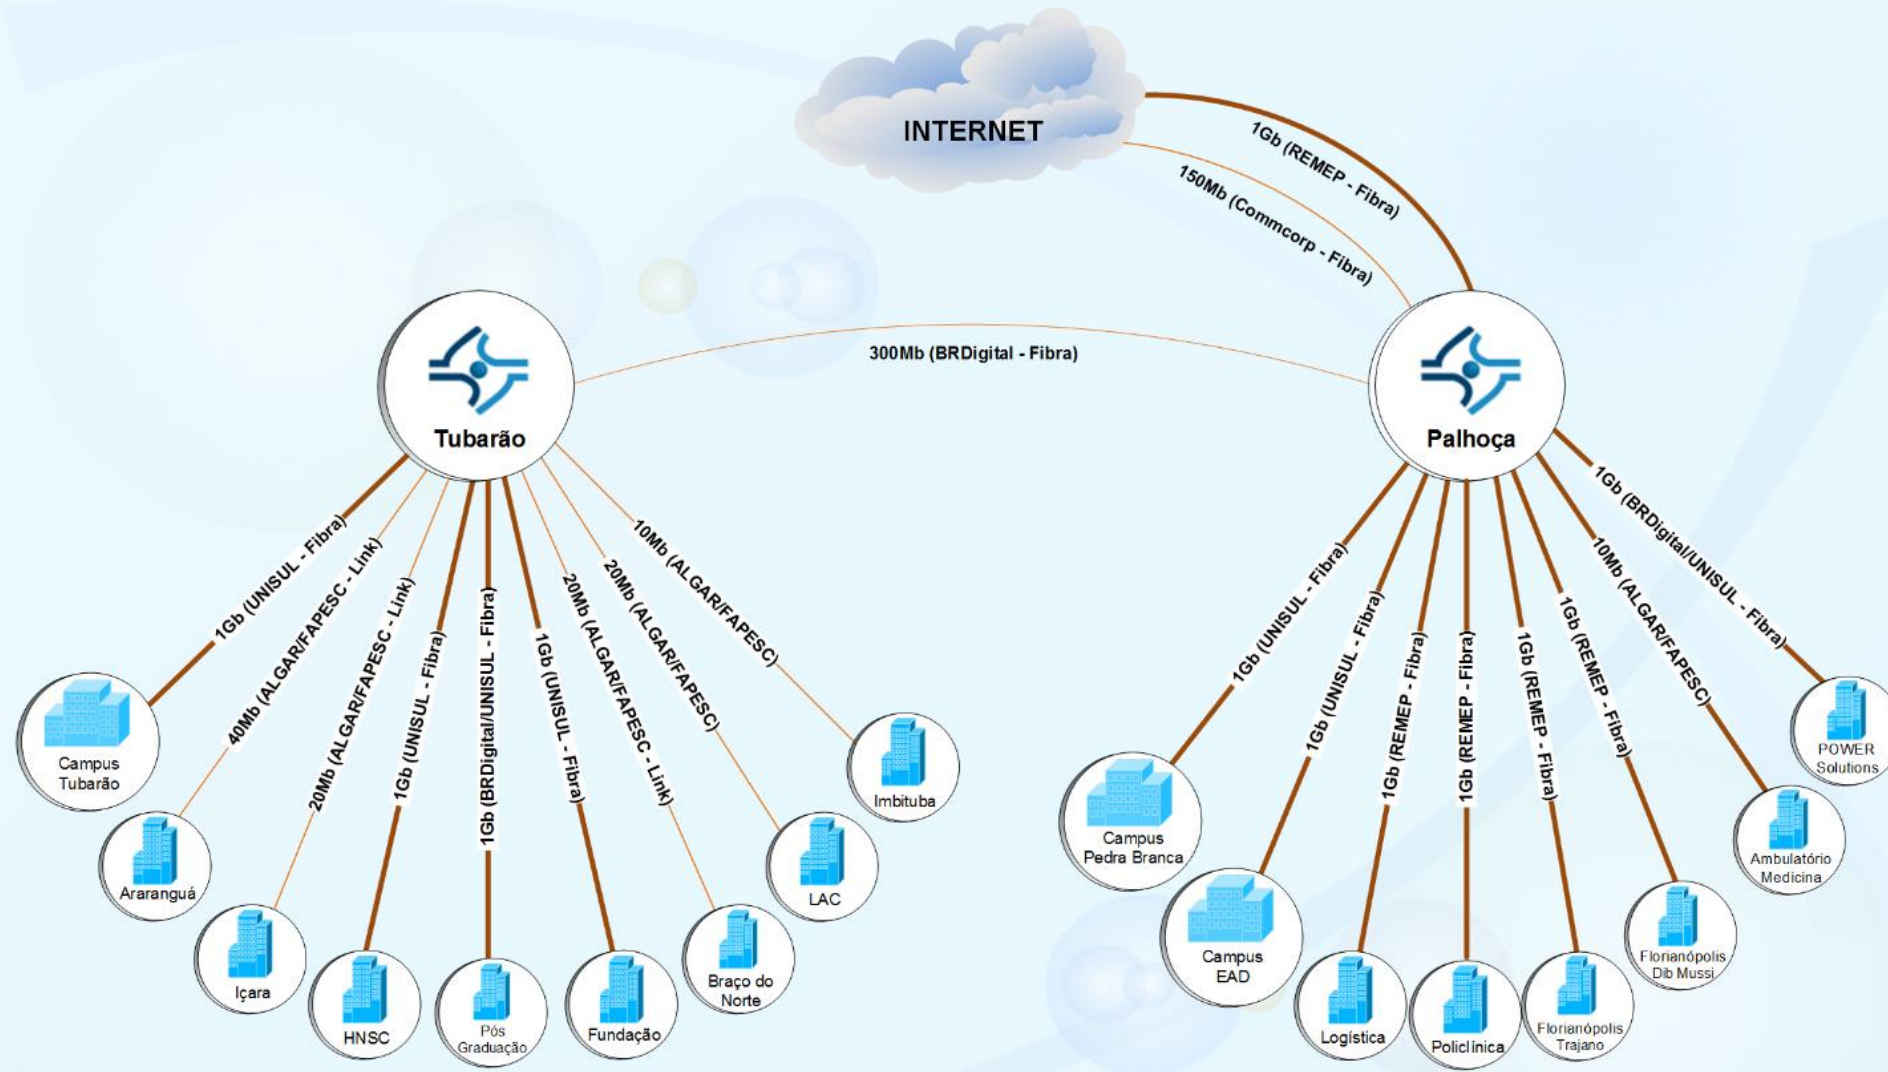 INTERNET
1Gb (REMEP - Fibra)
150Mb (Commcorp - Fibra)
300Mb (BRDigital - Fibra)
Tubarão
Palhoça
1Gb (UNISUL - Fibra)
40Mb (ALGAR/FAPESC - Link)
20Mb (ALGAR/FAPESC - Link)
1Gb (UNISUL - Fibra)
1Gb (BRDigital/UNISUL - Fibra)
1Gb (UNISUL - Fibra)
20Mb (ALGAR/FAPESC - Link)
20Mb (ALGAR/FAPESC)
10Mb (ALGAR/FAPESC)
1Gb (UNISUL - Fibra)
1Gb (UNISUL - Fibra)
1Gb (REMEP - Fibra)
1Gb (REMEP - Fibra)
1Gb (REMEP - Fibra)
1Gb (REMEP - Fibra)
10Mb (ALGAR/FAPESC)
1Gb (BRDigital/UNISUL - Fibra)
Campus
Tubarão
Araranguá
Içara
HNSC
Pós
Graduação
Fundação
Braço do
Norte
LAC
Imbituba
Campus
Pedra Branca
Campus
EAD
Logística
Policlínica
Florianópolis
Trajano
Florianópolis
Dib Mussi
Ambulatório
Medicina
POWER
Solutions